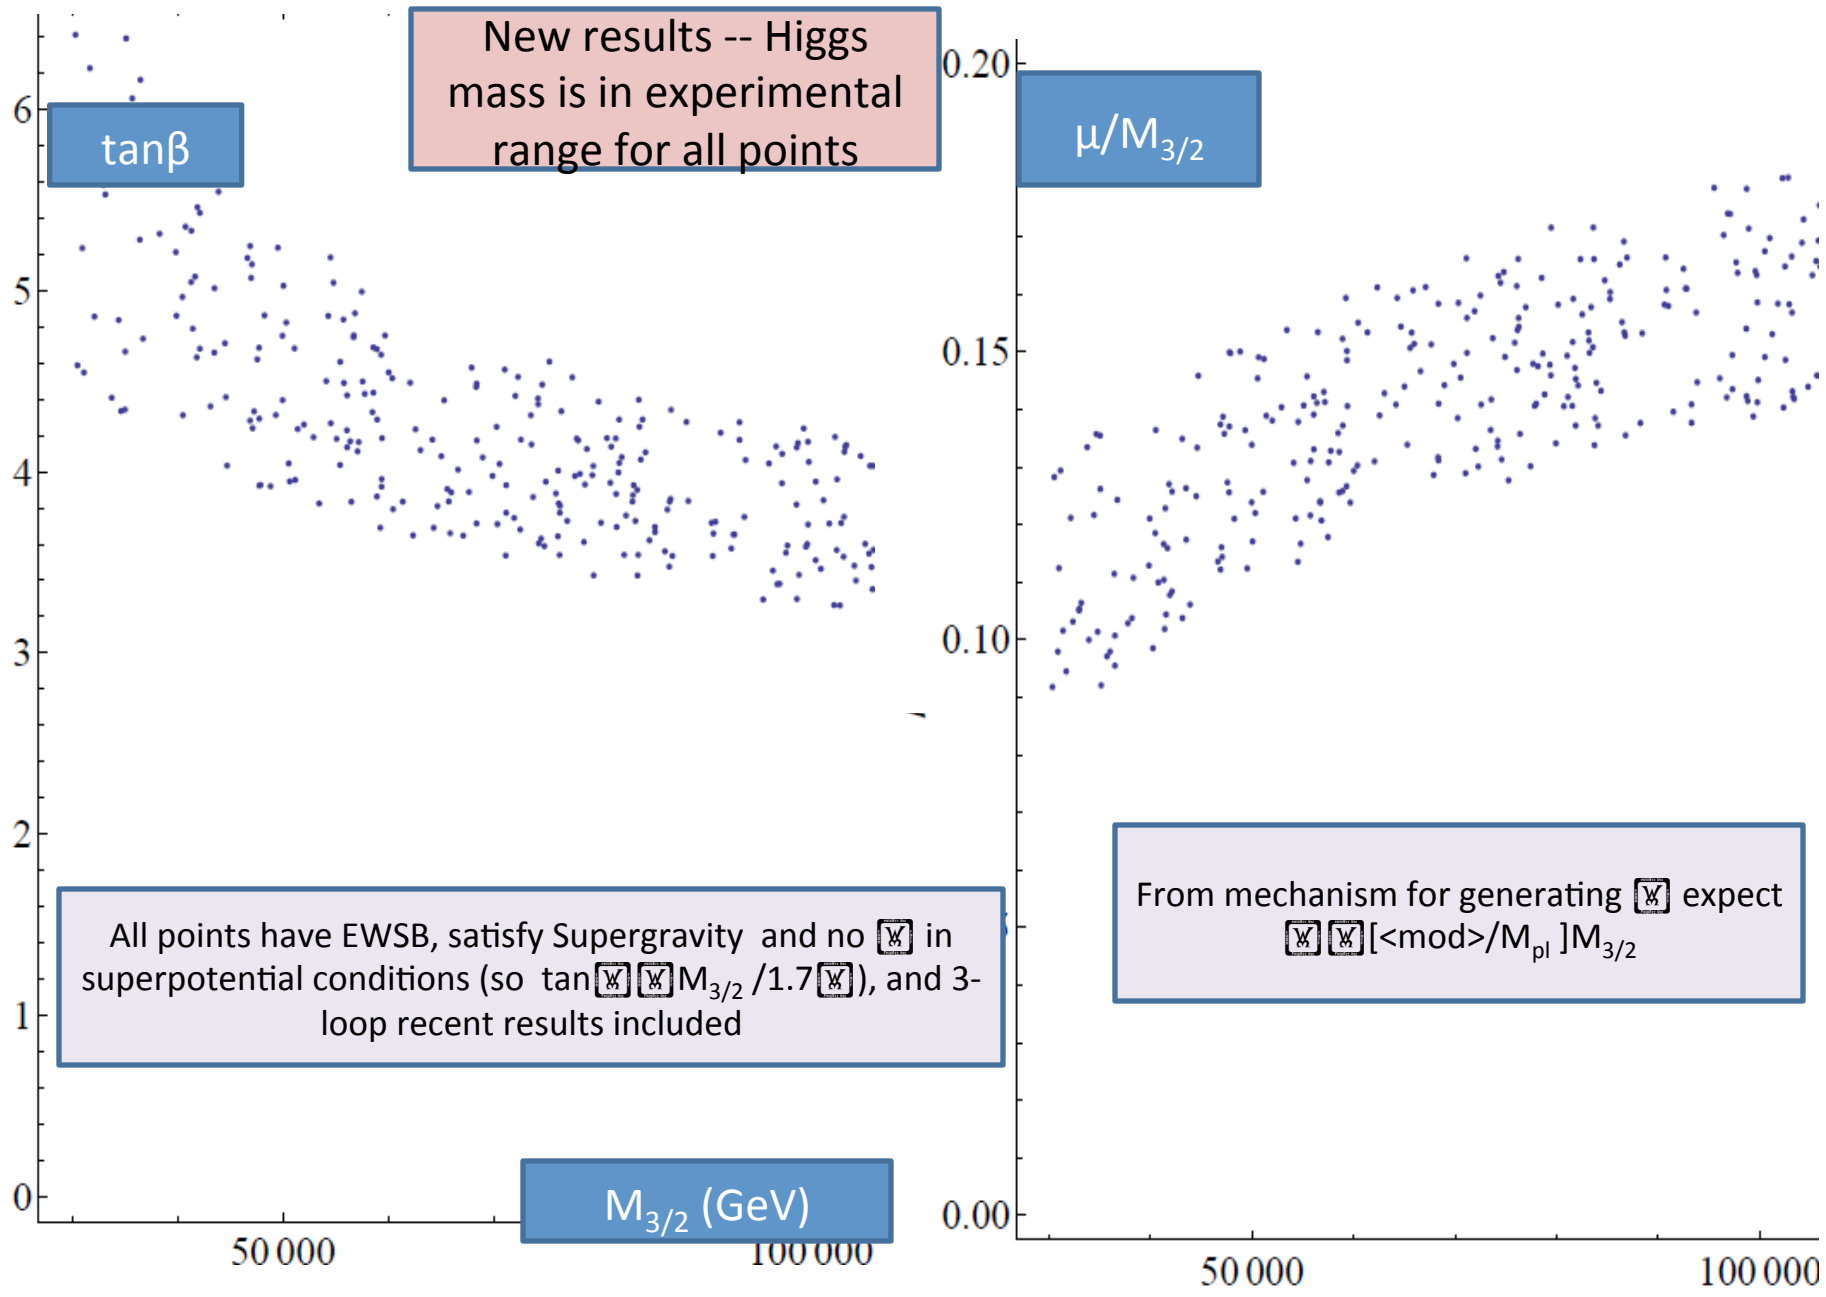 New results -- Higgs
mass is in experimental
range for all points
tanβ
6
5
4
3
2
1
0
50 000
100 000
M3/2 (GeV)
All points have EWSB, satisfy Supergravity and no in
superpotential conditions (so tan M3/2 /1.7 ), and 3-
loop recent results included
μ/M3/2
0.20
0.15
0.10
0.00
50 000
100 000
From mechanism for generating expect
[<mod>/Mpl ]M3/2